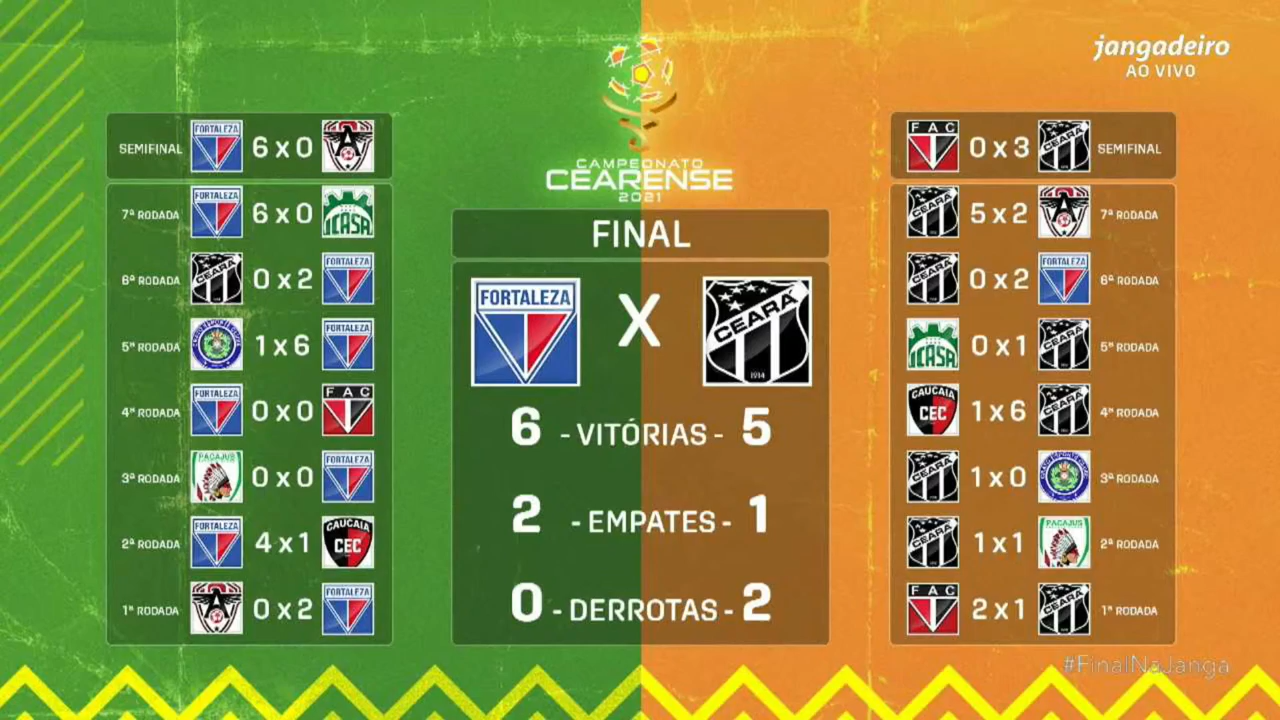 jangadeiro
AO VIVO
CAMPEONATO
CEARENSE
2021
SEMIFINAL FORTALEZA 6 x 0 A
7ª RODADA FORTALEZA 6 x 0 ICASA
6ª RODADA CEARÁ 0 x 2 FORTALEZA
5ª RODADA 1 x 6 FORTALEZA
4ª RODADA FORTALEZA 0 x 0 FAC
3ª RODADA PACAJUS 0 x 0 FORTALEZA
2ª RODADA FORTALEZA 4 x 1 CAUCAIA CEC
1ª RODADA A 0 x 2 FORTALEZA
FINAL
FORTALEZA X CEARÁ
1914
6 - VITÓRIAS - 5
2 - EMPATES - 1
0 - DERROTAS - 2
FAC 0 x 3 CEARÁ SEMIFINAL
CEARÁ 5 x 2 A 7ª RODADA
CEARÁ 0 x 2 FORTALEZA 6ª RODADA
ICASA 0 x 1 CEARÁ 5ª RODADA
CAUCAIA CEC 1 x 6 CEARÁ 4ª RODADA
CEARÁ 1 x 0 3ª RODADA
CEARÁ 1 x 1 PACAJUS 2ª RODADA
FAC 2 x 1 CEARÁ 1ª RODADA
#FinalNaJanga